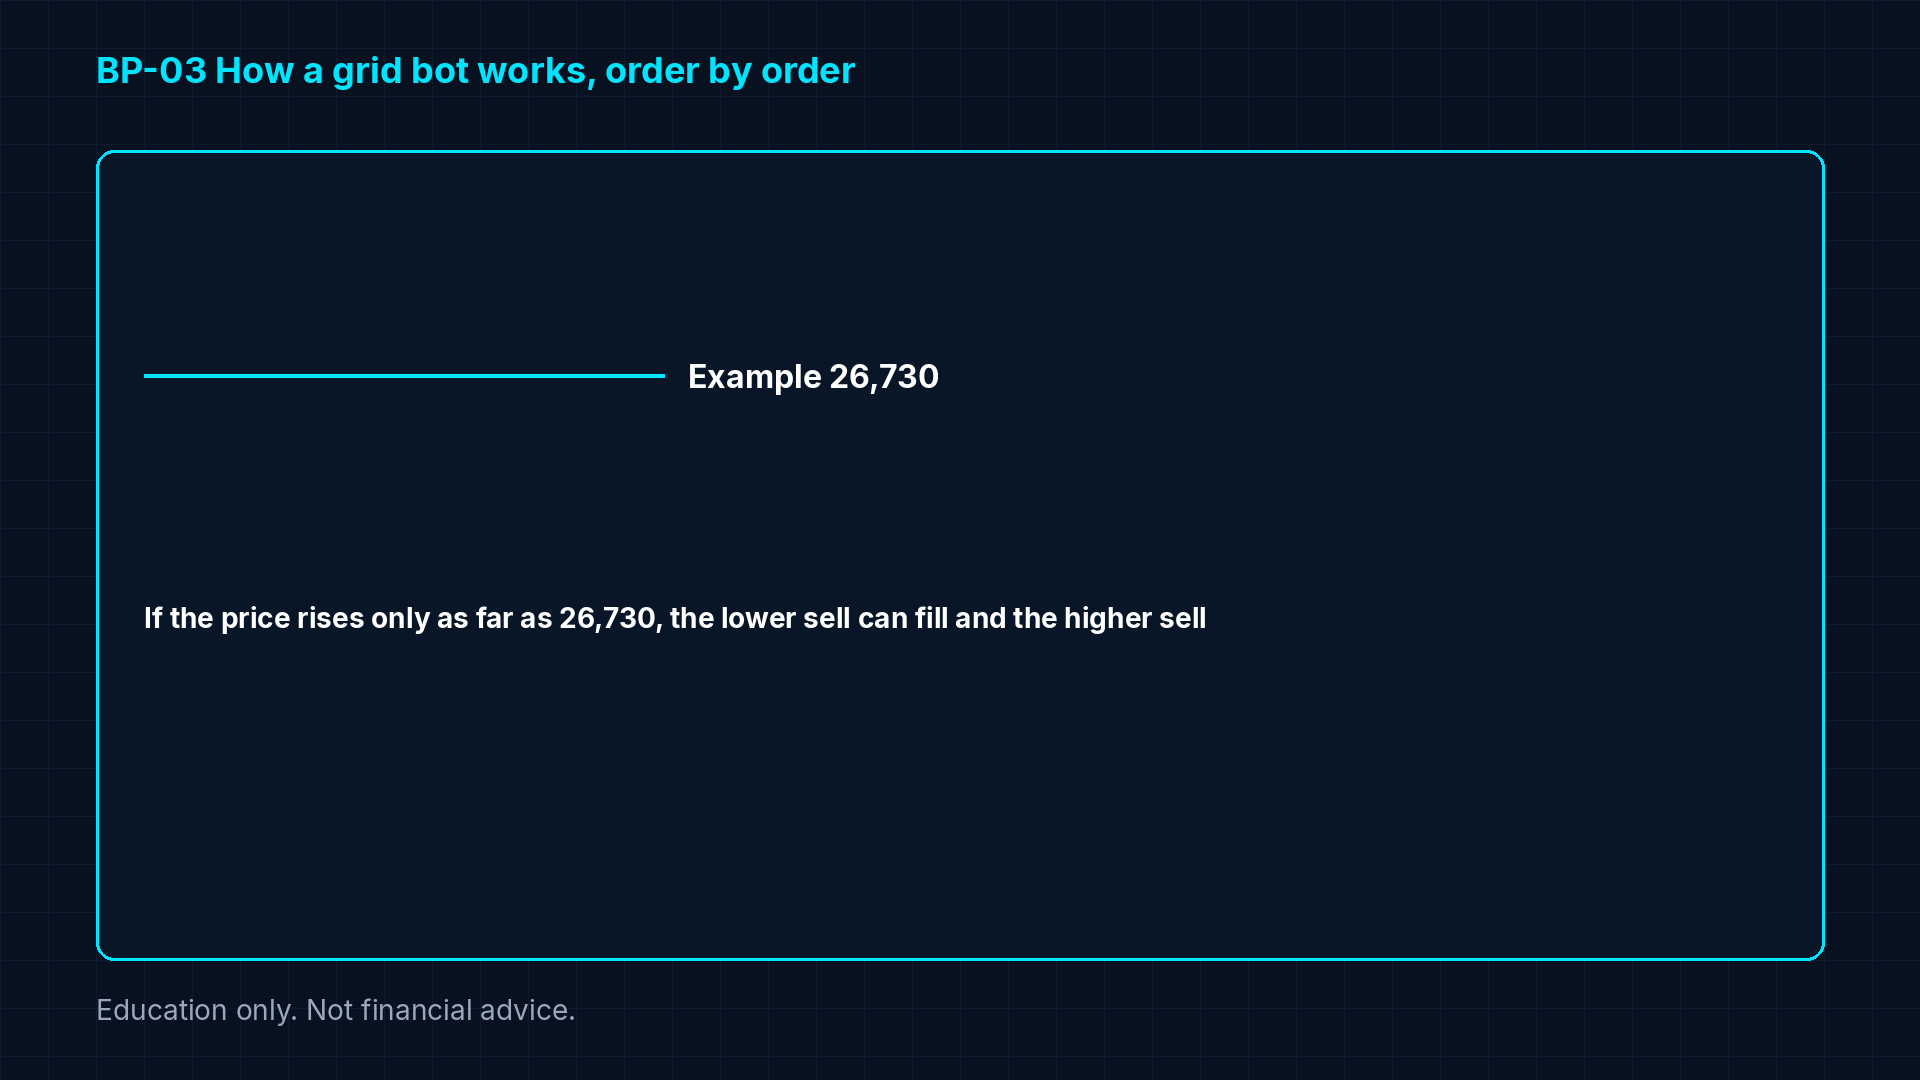 BP-03 How a grid bot works, order by order
Example 26,730
If the price rises only as far as 26,730, the lower sell can fill and the higher sell
Education only. Not financial advice.